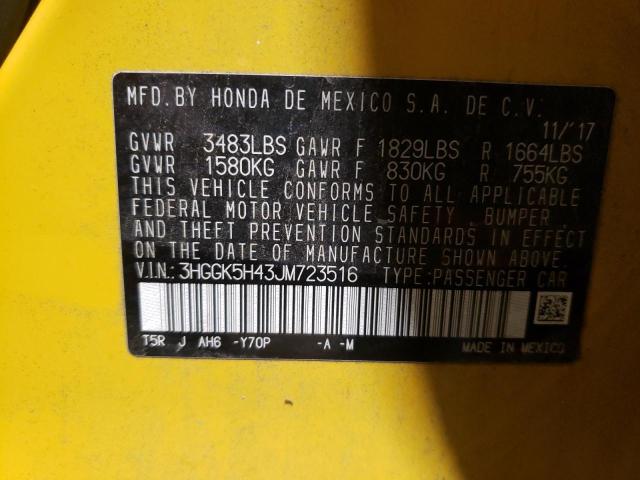 MFD. BY HONDA DE MEXICO S.A. DE C.V.
11/'17
GVWR 3483LBS GAWR F 1829LBS R 1664LBS
GVWR 1580KG GAWR F 830KG R 755KG
THIS VEHICLE CONFORMS TO ALL APPLICABLE
FEDERAL MOTOR VEHICLE SAFETY, BUMPER,
AND THEFT PREVENTION STANDARDS IN EFFECT
ON THE DATE OF MANUFACTURE SHOWN ABOVE.
V.I.N.: 3HGGK5H43JM723516 TYPE:PASSENGER CAR
T5R J AH6 -Y70P -A -M
MADE IN MEXICO